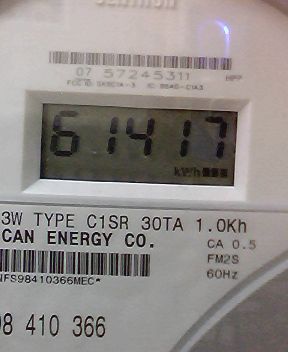 07 57245311 HPP
61417
kWh
3W TYPE C1SR 30TA 1.0Kh
CAN ENERGY CO.
CA 0.5
FM2S
60Hz
NFS98410366MEC*
98 410 366